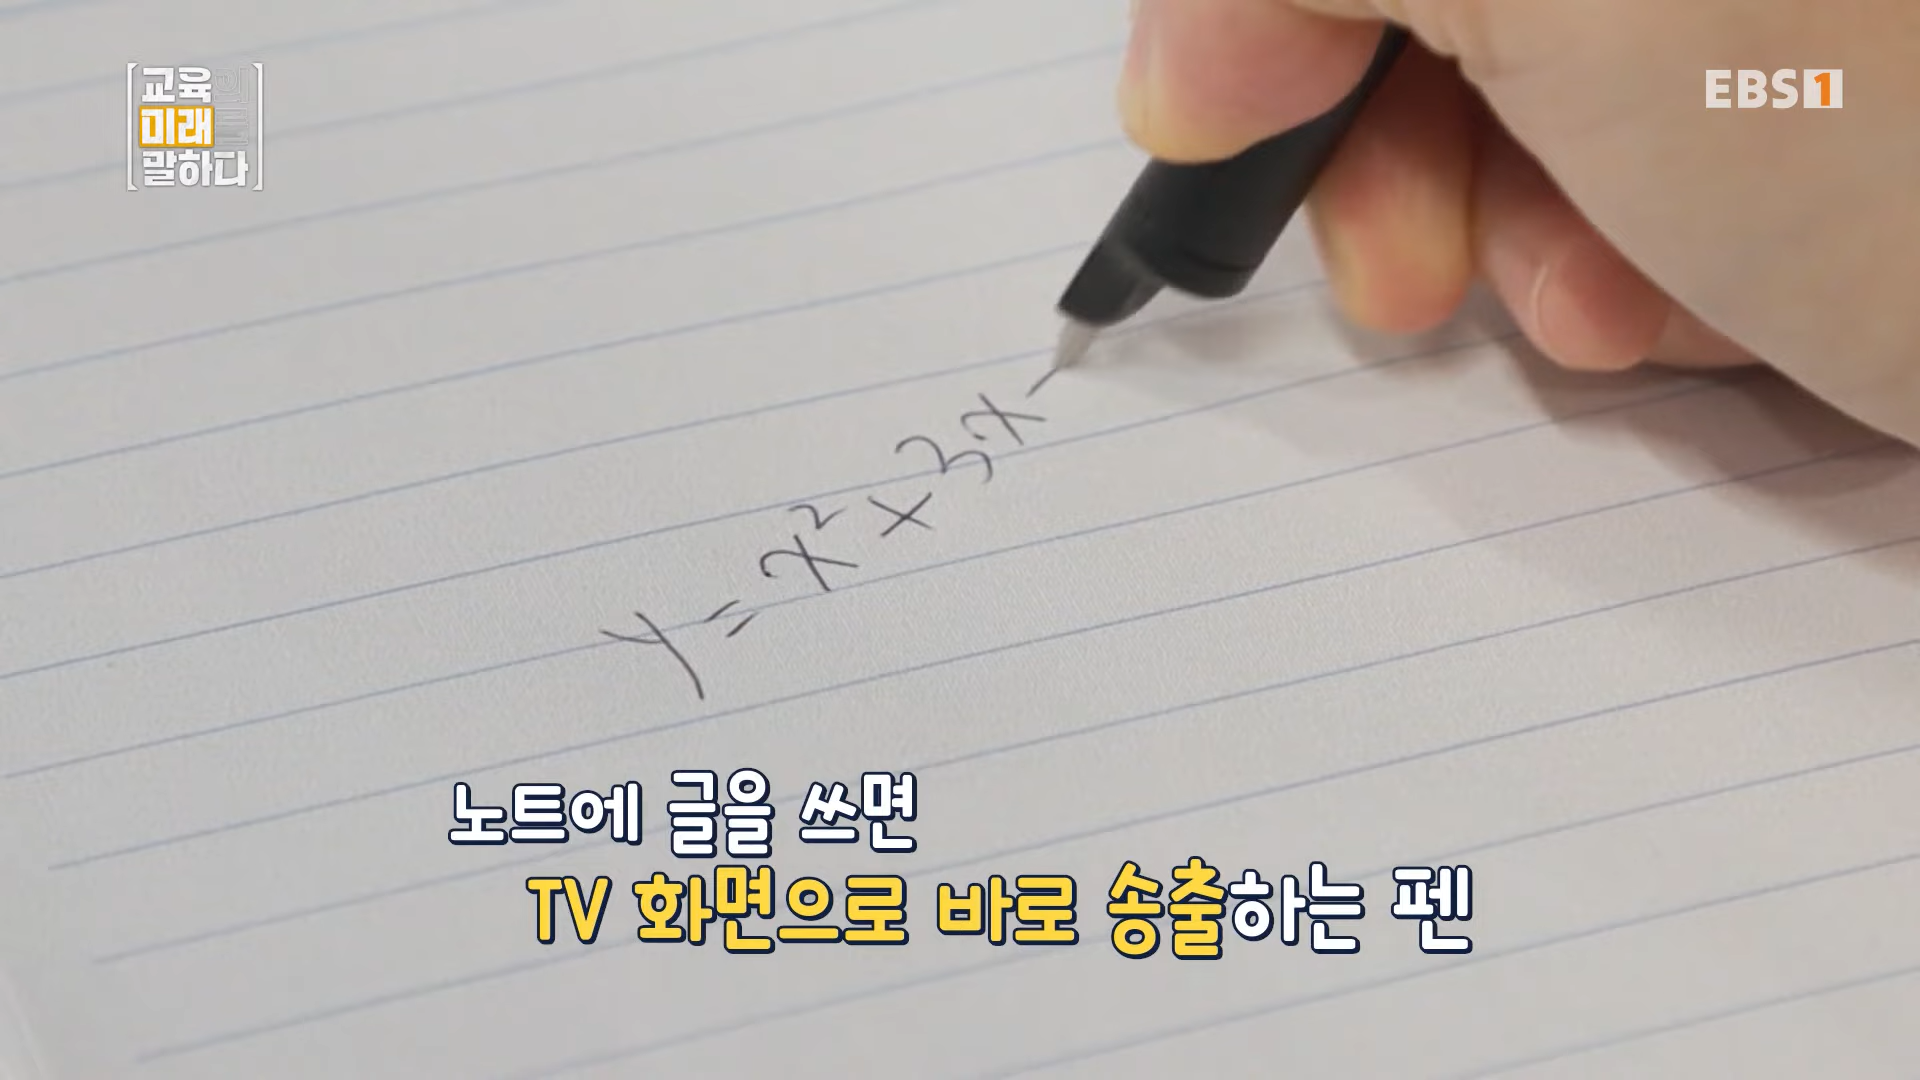 교육의
미래를
말하다
EBS1
y = x² × 3x -
노트에 글을 쓰면
TV 화면으로 바로 송출하는 펜